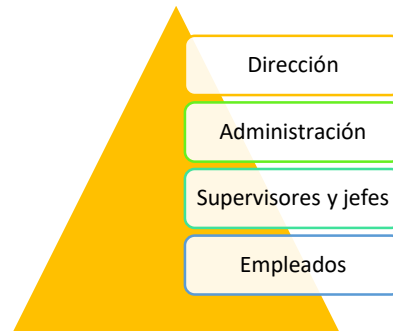 Dirección
Administración
Supervisores y jefes
Empleados